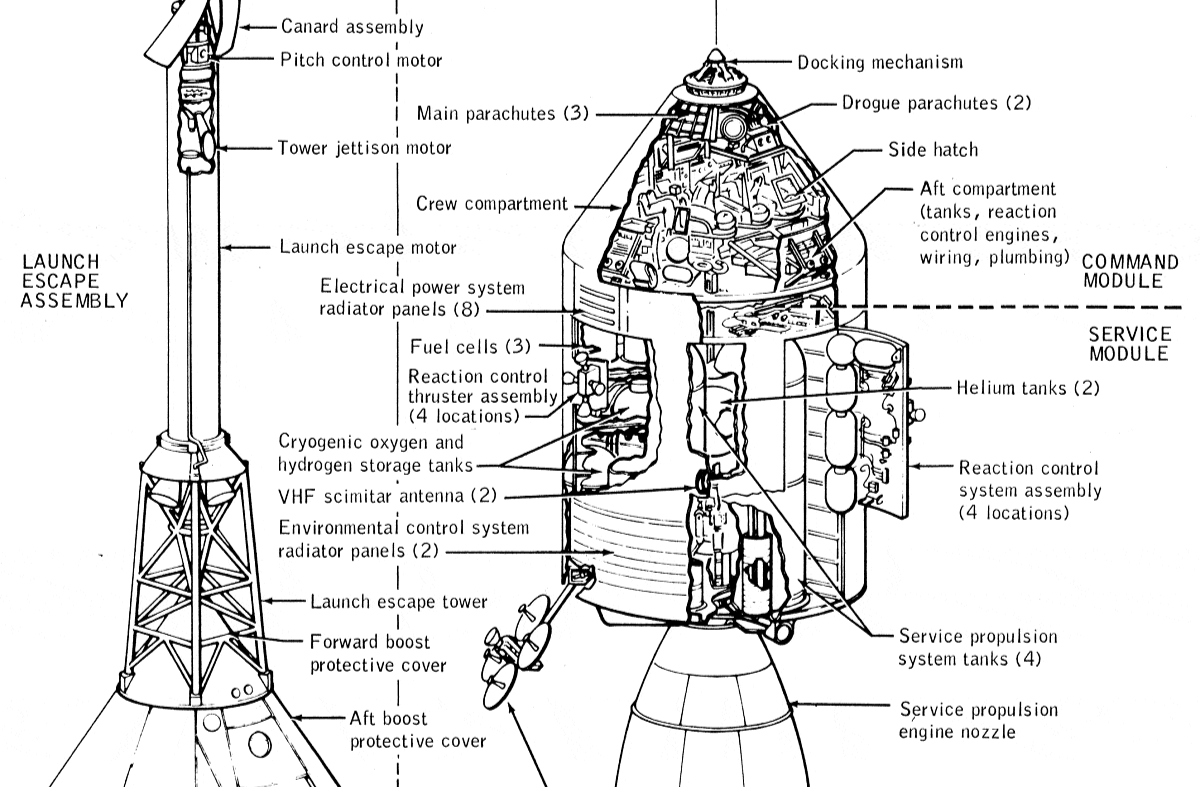 Canard assembly
Pitch control motor
Tower jettison motor
Launch escape motor
LAUNCH
ESCAPE
ASSEMBLY
Launch escape tower
Forward boost
protective cover
Aft boost
protective cover
Docking mechanism
Main parachutes (3)
Drogue parachutes (2)
Side hatch
Crew compartment
Aft compartment
(tanks, reaction
control engines,
wiring, plumbing)
COMMAND
MODULE
Electrical power system
radiator panels (8)
SERVICE
MODULE
Fuel cells (3)
Reaction control
thruster assembly
(4 locations)
Helium tanks (2)
Cryogenic oxygen and
hydrogen storage tanks
Reaction control
system assembly
(4 locations)
VHF scimitar antenna (2)
Environmental control system
radiator panels (2)
Service propulsion
system tanks (4)
Service propulsion
engine nozzle